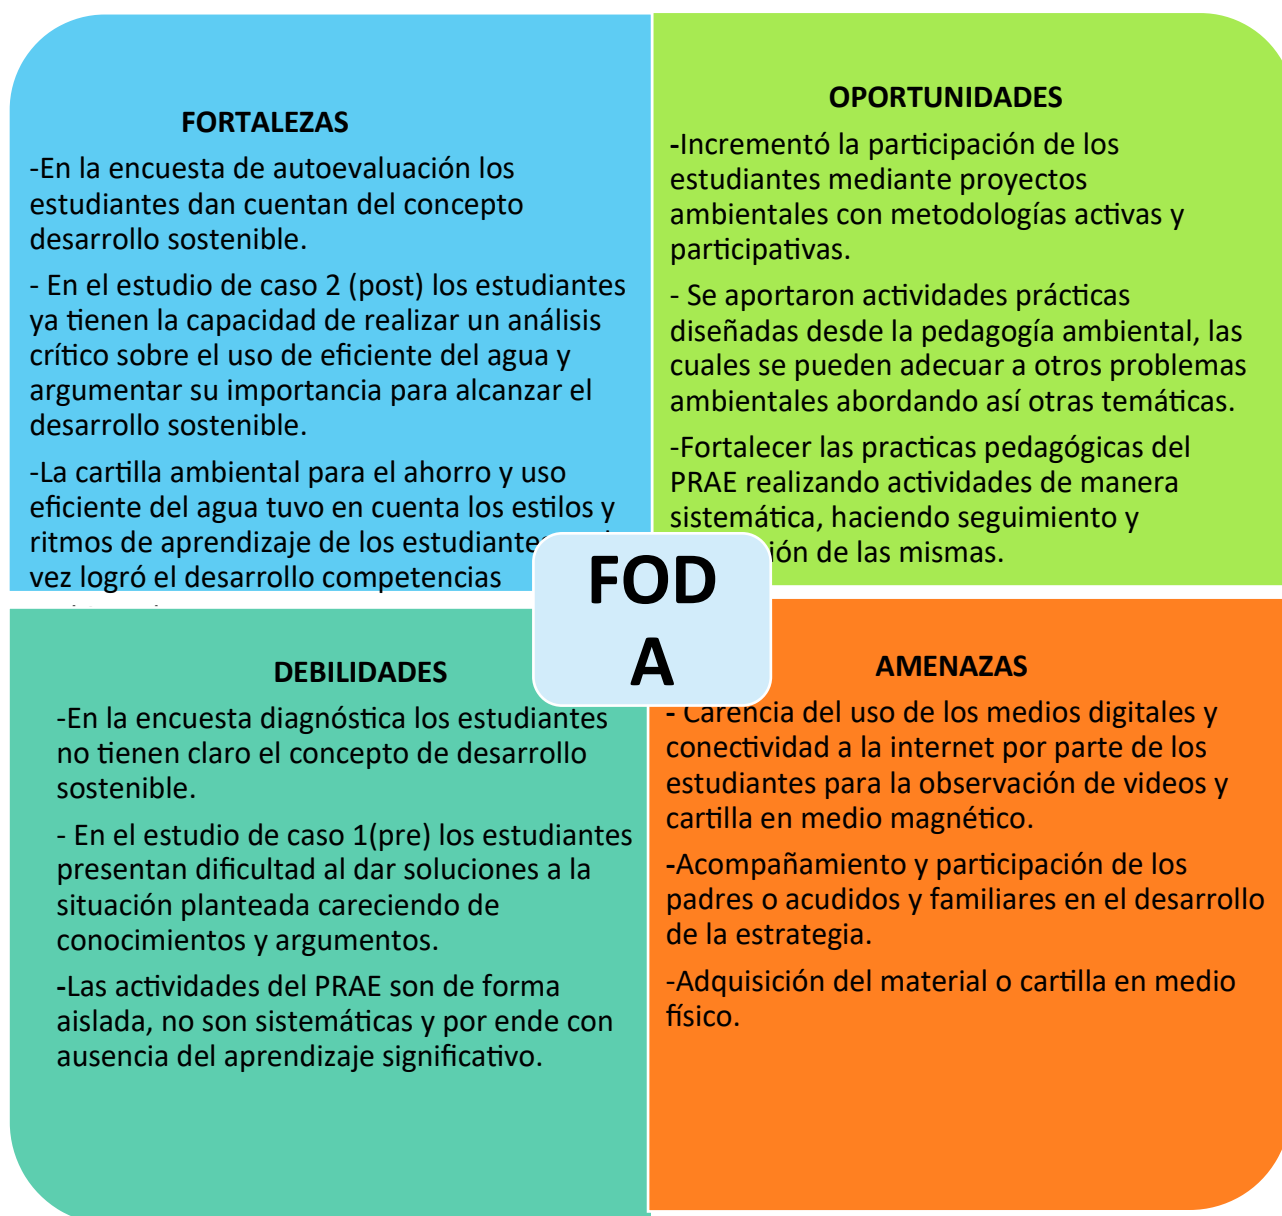 FORTALEZAS
-En la encuesta de autoevaluación los
estudiantes dan cuentan del concepto
desarrollo sostenible.
- En el estudio de caso 2 (post) los estudiantes
ya tienen la capacidad de realizar un análisis
crítico sobre el uso de eficiente del agua y
argumentar su importancia para alcanzar el
desarrollo sostenible.
-La cartilla ambiental para el ahorro y uso
eficiente del agua tuvo en cuenta los estilos y
ritmos de aprendizaje de los
vez logró el desarrollo competencias
OPORTUNIDADES
-Incrementó la participación de los
estudiantes mediante proyectos
ambientales con metodologías activas y
participativas.
- Se aportaron actividades prácticas
diseñadas desde la pedagogía ambiental, las
cuales se pueden adecuar a otros problemas
ambientales abordando así otras temáticas.
-Fortalecer las practicas pedagógicas del
PRAE realizando actividades de manera
sistemática, haciendo seguimiento y
de las mismas.
FOD
A
DEBILIDADES
-En la encuesta diagnóstica los estudiantes
no tienen claro el concepto de desarrollo
sostenible.
- En el estudio de caso 1(pre) los estudiantes
presentan dificultad al dar soluciones a la
situación planteada careciendo de
conocimientos y argumentos.
-Las actividades del PRAE son de forma
aislada, no son sistemáticas y por ende con
ausencia del aprendizaje significativo.
AMENAZAS
- Carencia del uso de los medios digitales y
conectividad a la internet por parte de los
estudiantes para la observación de videos y
cartilla en medio magnético.
-Acompañamiento y participación de los
padres o acudidos y familiares en el desarrollo
de la estrategia.
-Adquisición del material o cartilla en medio
físico.